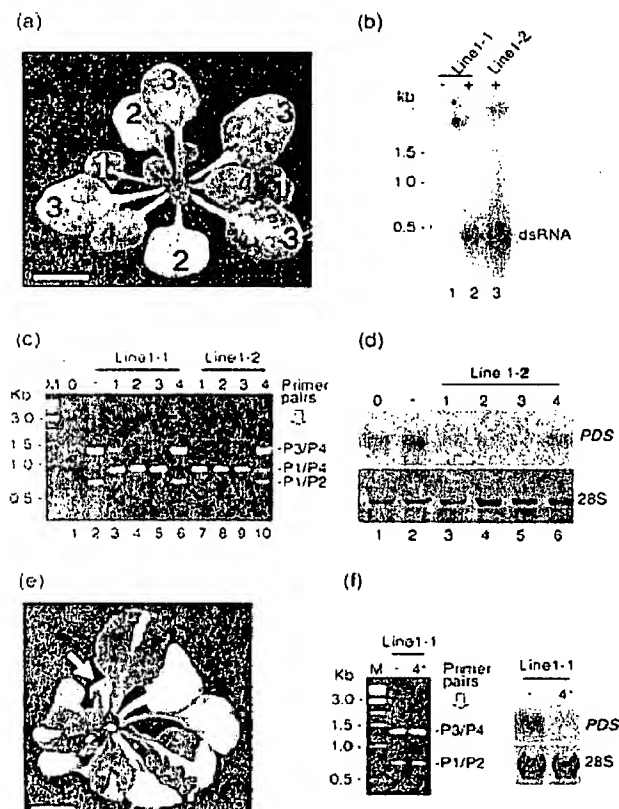 (a)
3
2
3
1
4
1
3
4
3
2
(b)
Line1-1
Line1-2
- + +
kb
1.5 -
1.0 -
0.5 -
dsRNA
1 2 3
(c)
Line1-1 Line1-2
0 - 1 2 3 4 1 2 3 4 Primer pairs
Kb
3.0
1.5
1.0
0.5
-P3/P4
-P1/P4
-P1/P2
1 2 3 4 5 6 7 8 9 10
(d)
Line 1-2
0 - 1 2 3 4
PDS
28S
1 2 3 4 5 6
(e)
(f)
Line1-1
M - 4* Primer pairs
Kb
3.0
1.5
1.0
0.5
-P3/P4
-P1/P2
Line1-1
- 4*
PDS
28S